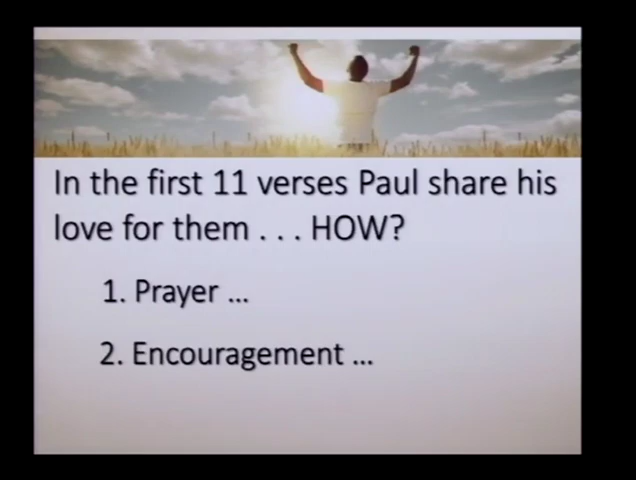 In the first 11 verses Paul share his
love for them . . . HOW?
1. Prayer ...
2. Encouragement ...